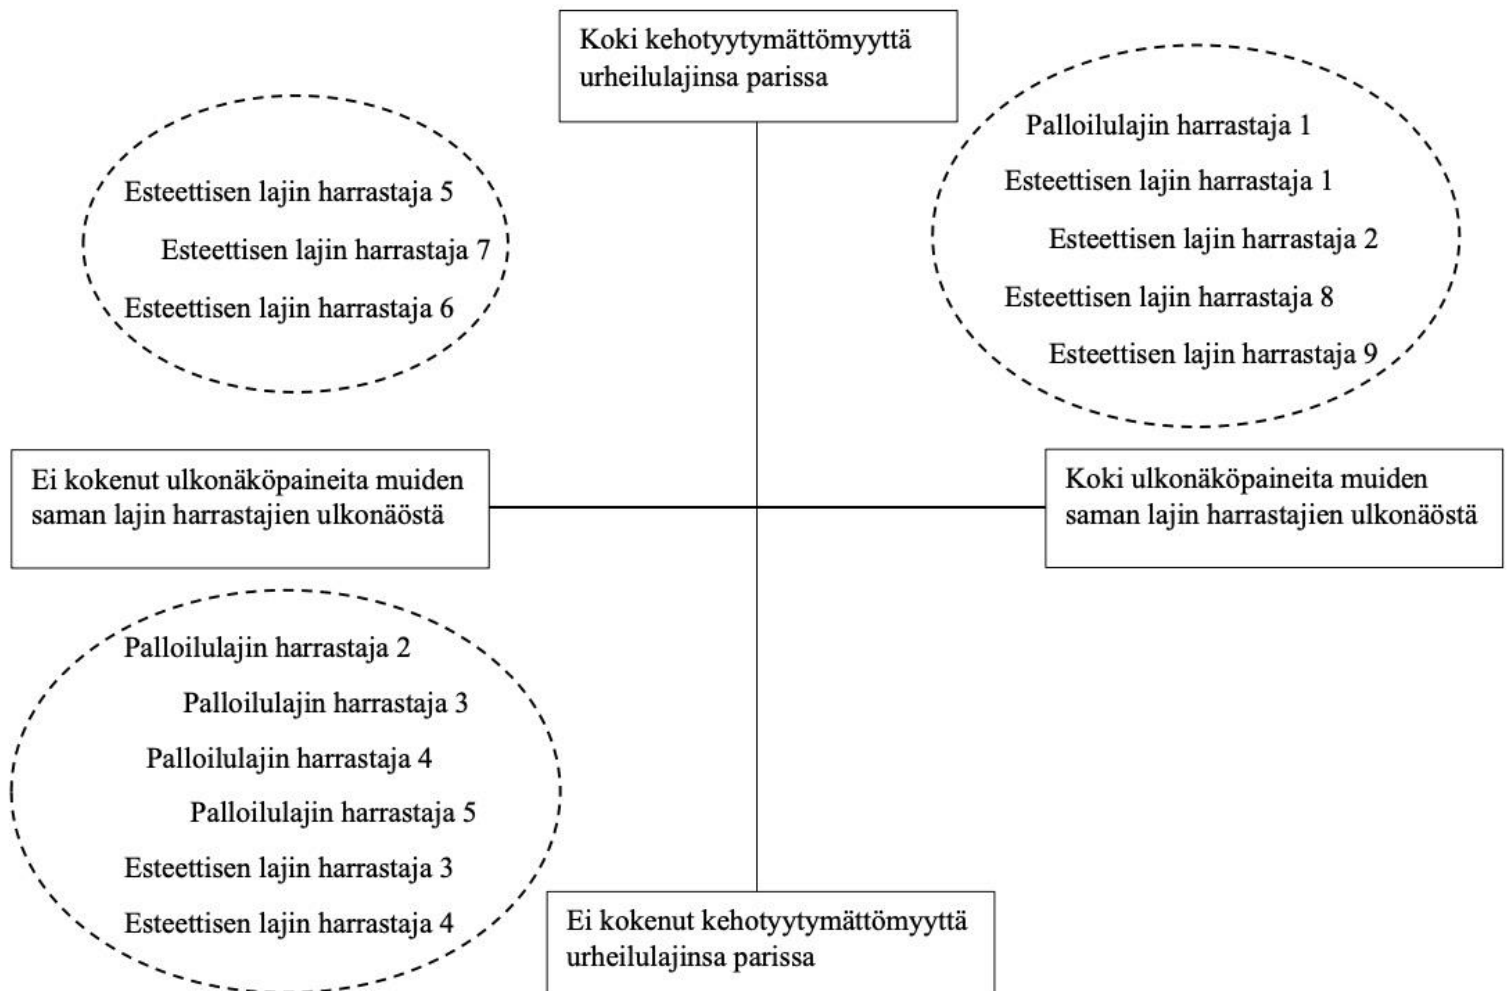 Koki kehotyytymättömyyttä
urheilulajinsa parissa
Esteettisen lajin harrastaja 5
Esteettisen lajin harrastaja 7
Esteettisen lajin harrastaja 6
Palloilulajin harrastaja 1
Esteettisen lajin harrastaja 1
Esteettisen lajin harrastaja 2
Esteettisen lajin harrastaja 8
Esteettisen lajin harrastaja 9
Ei kokenut ulkonäköpaineita muiden
saman lajin harrastajien ulkonäöstä
Koki ulkonäköpaineita muiden
saman lajin harrastajien ulkonäöstä
Palloilulajin harrastaja 2
Palloilulajin harrastaja 3
Palloilulajin harrastaja 4
Palloilulajin harrastaja 5
Esteettisen lajin harrastaja 3
Esteettisen lajin harrastaja 4
Ei kokenut kehotyytymättömyyttä
urheilulajinsa parissa